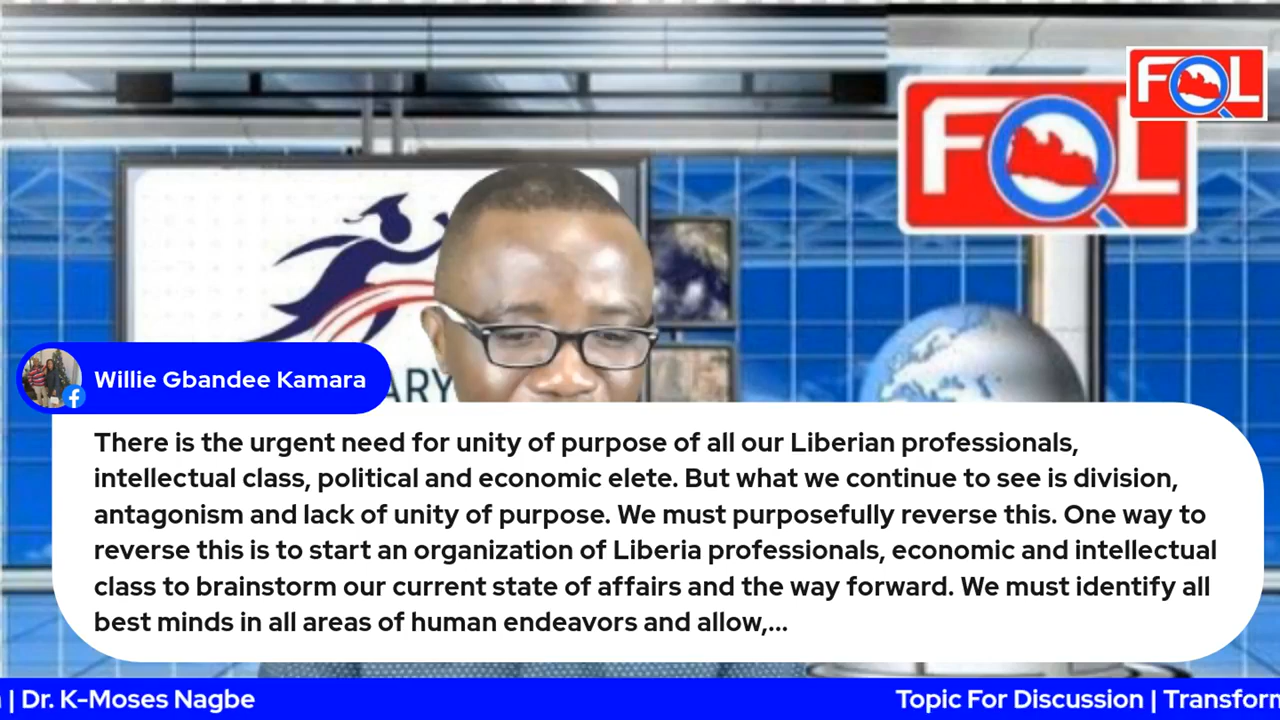 FOL
FOL
ARY
Willie Gbandee Kamara
There is the urgent need for unity of purpose of all our Liberian professionals,
intellectual class, political and economic elete. But what we continue to see is division,
antagonism and lack of unity of purpose. We must purposefully reverse this. One way to
reverse this is to start an organization of Liberia professionals, economic and intellectual
class to brainstorm our current state of affairs and the way forward. We must identify all
best minds in all areas of human endeavors and allow,...
| Dr. K-Moses Nagbe
Topic For Discussion | Transforn